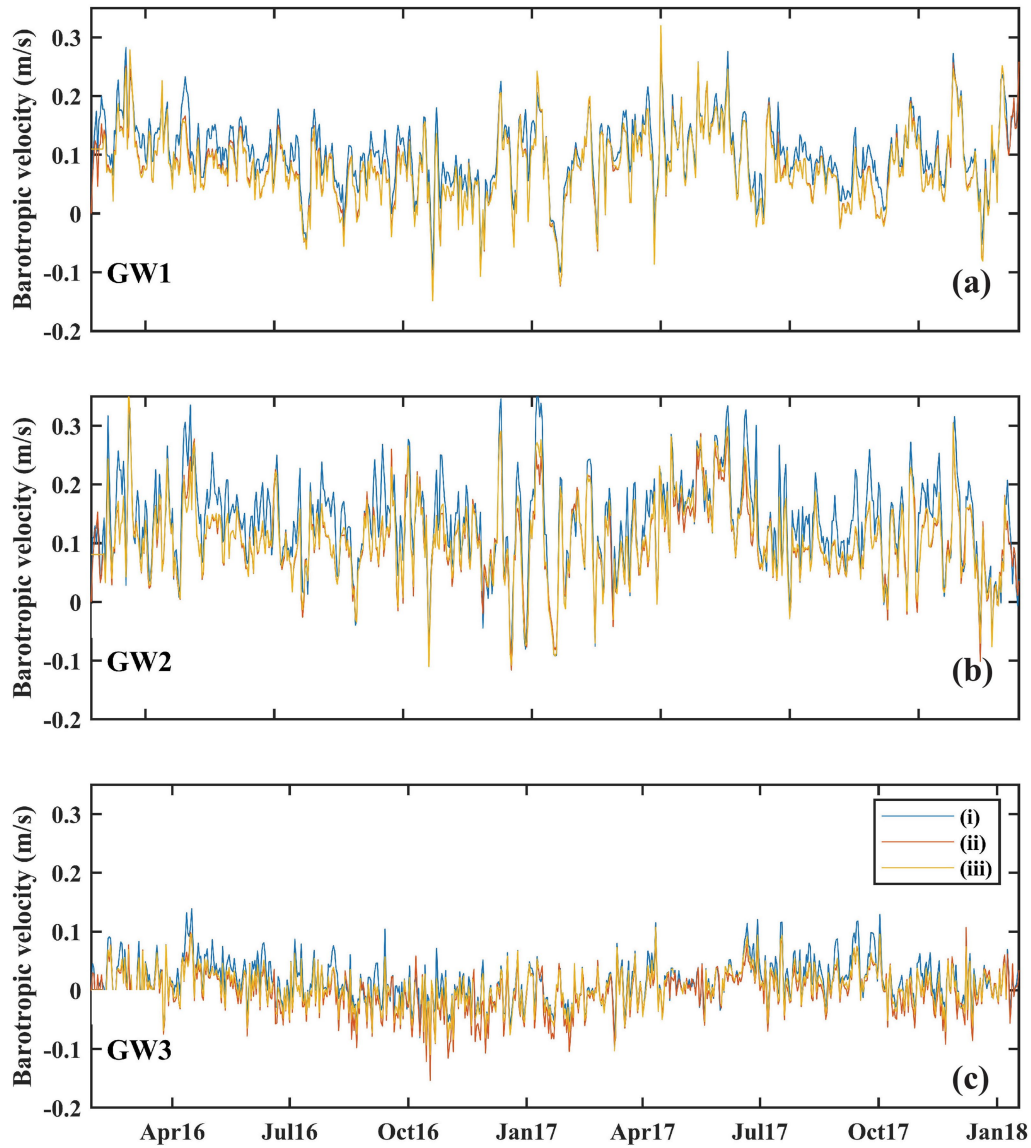 Barotropic velocity (m/s)
0.3
0.2
0.1
0
-0.1
-0.2
GW1
(a)
Barotropic velocity (m/s)
0.3
0.2
0.1
0
-0.1
-0.2
GW2
(b)
Barotropic velocity (m/s)
0.3
0.2
0.1
0
-0.1
-0.2
(i)
(ii)
(iii)
GW3
(c)
Apr16 Jul16 Oct16 Jan17 Apr17 Jul17 Oct17 Jan18